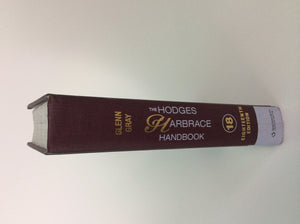 GLENN
GRAY
THE HODGES
HARBRACE
HANDBOOK
18
EIGHTEENTH
EDITION